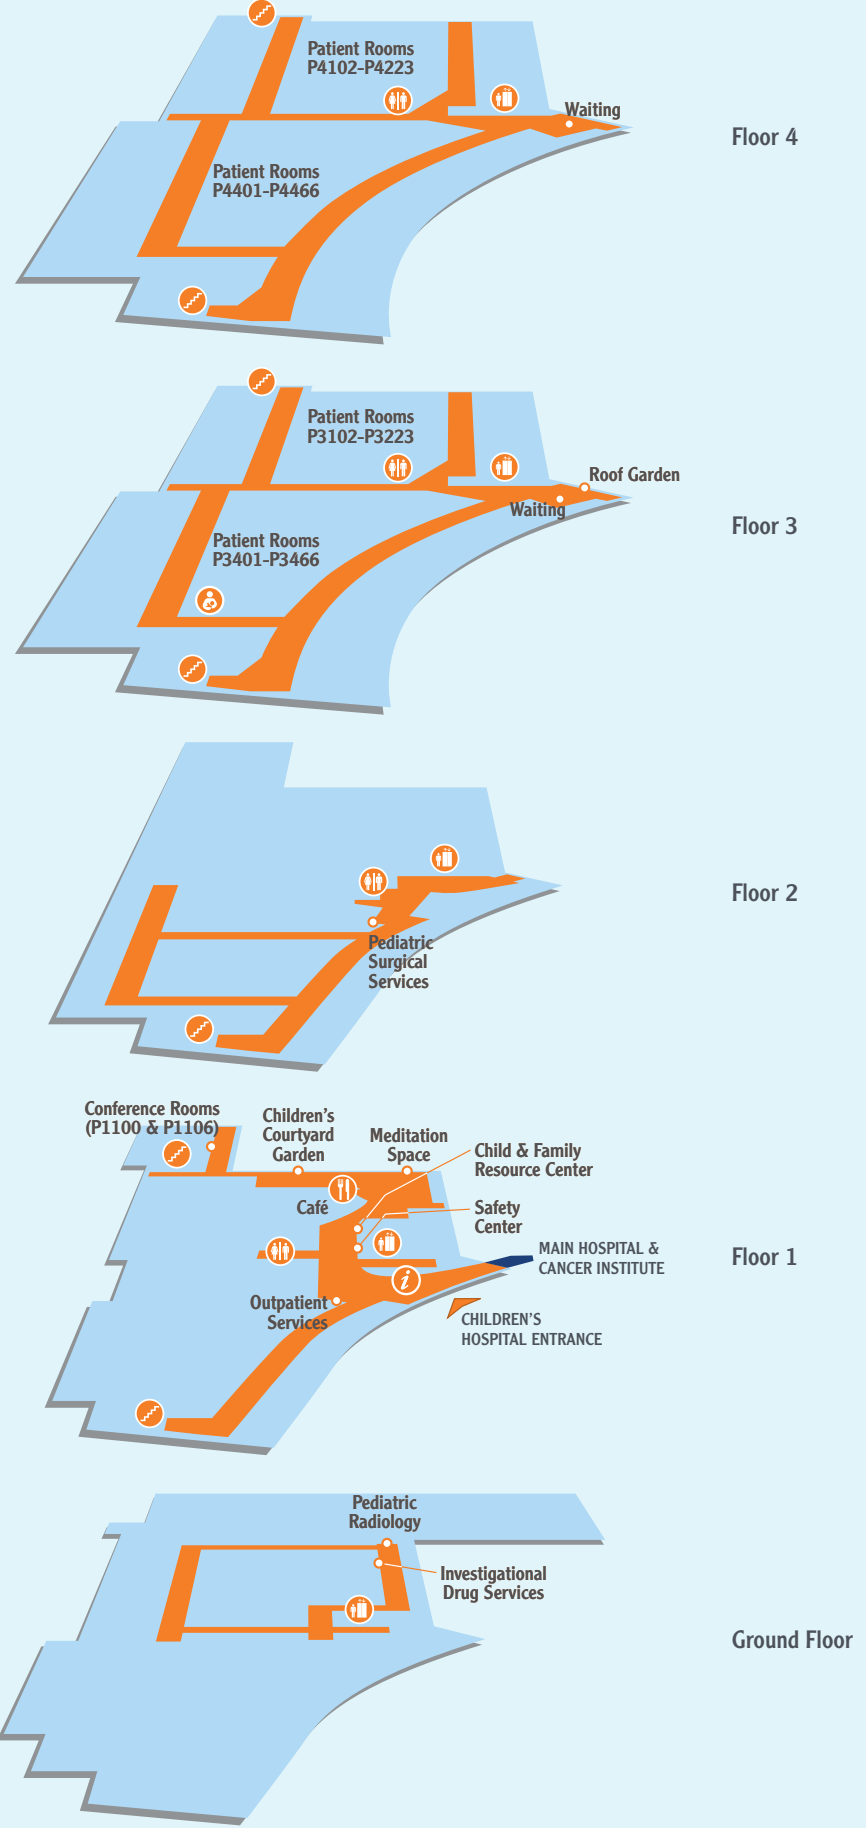 Patient Rooms
P4102-P4223
Waiting
Floor 4
Patient Rooms
P4401-P4466
Patient Rooms
P3102-P3223
Roof Garden
Waiting
Floor 3
Patient Rooms
P3401-P3466
Floor 2
Pediatric
Surgical
Services
Conference Rooms
(P1100 & P1106)
Children's
Courtyard
Garden
Meditation
Space
Child & Family
Resource Center
Café
Safety
Center
MAIN HOSPITAL &
CANCER INSTITUTE
Floor 1
i
Outpatient
Services
CHILDREN'S
HOSPITAL ENTRANCE
Pediatric
Radiology
Investigational
Drug Services
Ground Floor